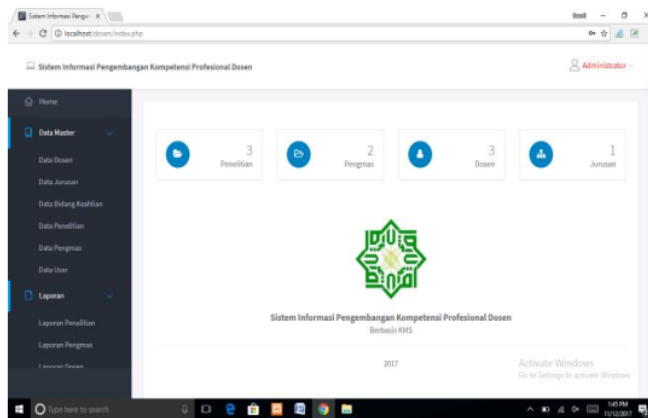 Sistem Informasi Pengemb
localhost/dosen/index.php
Sistem Informasi Pengembangan Kompetensi Profesional Dosen
Administrator
Home
Data Master
Data Dosen
Data Jurusan
Data Bidang Keahlian
Data Penelitian
Data Pengmas
Data User
Laporan
Laporan Penelitian
Laporan Pengmas
Laporan Dosen
3
Penelitian
2
Pengmas
3
Dosen
1
Jurusan
Sistem Informasi Pengembangan Kompetensi Profesional Dosen
Berbasis KMS
2017
Activate Windows
Go to Settings to activate Windows.
Type here to search
1:45 PM
11/12/2017